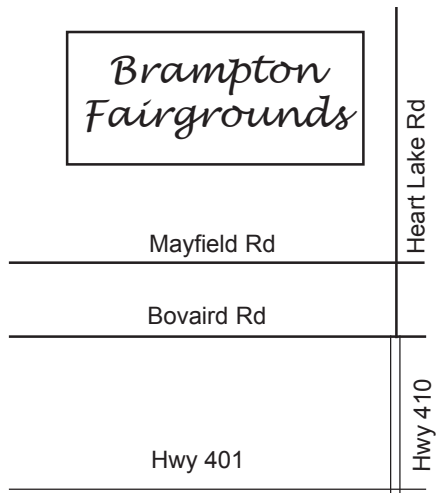 Brampton
Fairgrounds
Heart Lake Rd
Mayfield Rd
Bovaird Rd
Hwy 410
Hwy 401